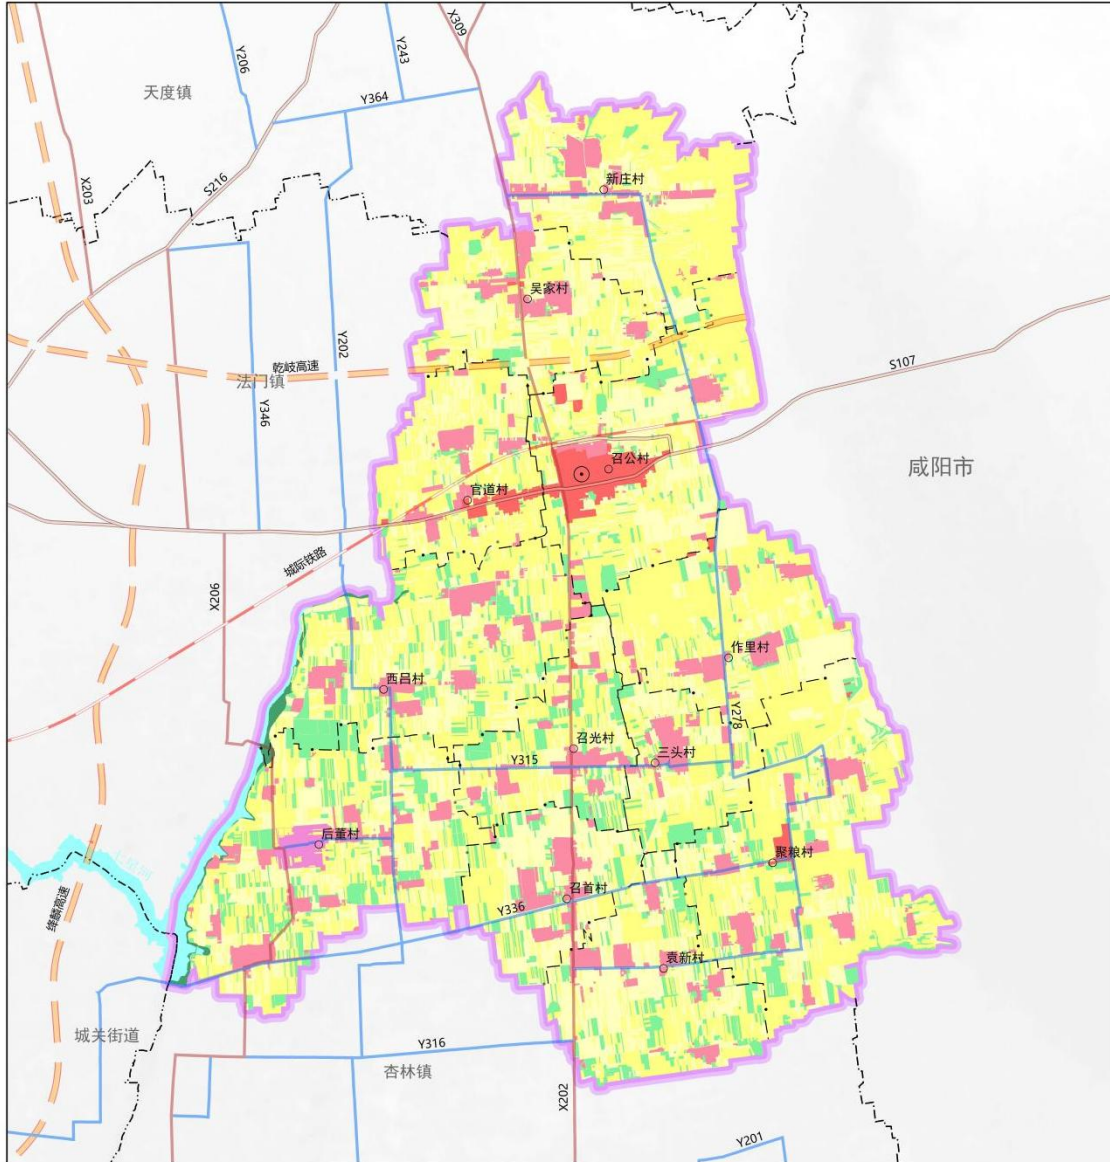 X309
Y206
Y243
天度镇
Y364
X203
S216
新庄村
吴家村
Y202
乾岐高速
S107
法门镇
Y346
召公村
咸阳市
官道村
城际铁路
X206
作里村
西吕村
Y278
召光村
三头村
Y315
后董村
聚粮村
绛麟高速
召首村
Y336
袁新村
城关街道
Y316
杏林镇
X202
Y201